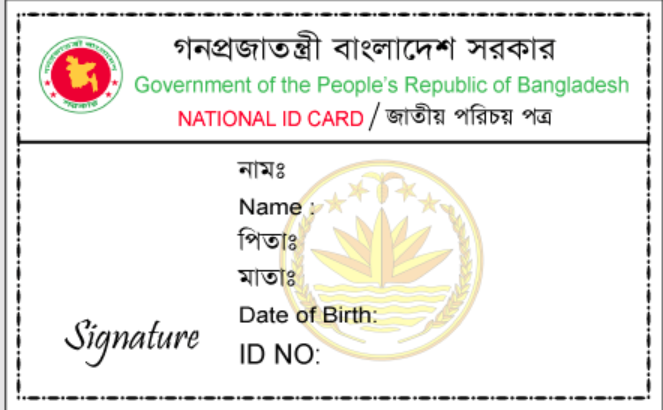 গনপ্রজাতন্ত্রী বাংলাদেশ সরকার
Government of the People's Republic of Bangladesh
NATIONAL ID CARD / জাতীয় পরিচয় পত্র
নামঃ
Name :
পিতাঃ
মাতাঃ
Date of Birth:
Signature
ID NO: